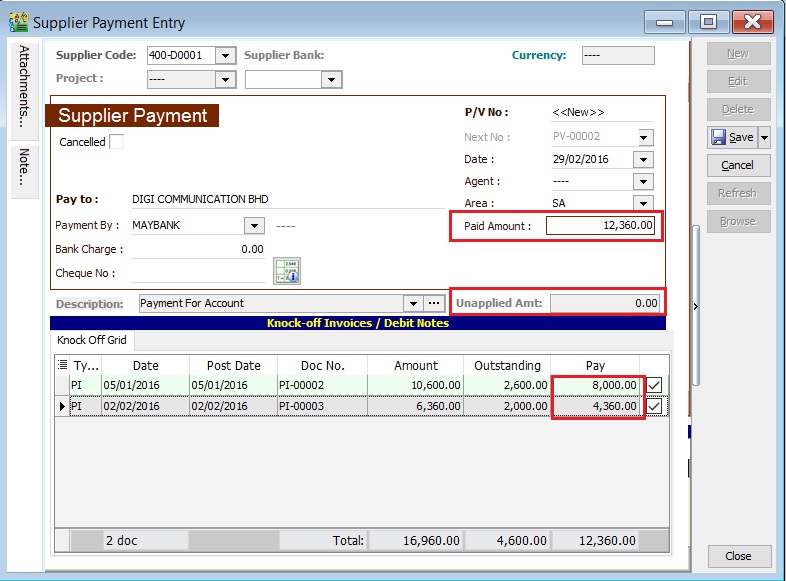 Supplier Payment Entry
Attachments...
Note...
Supplier Code: 400-D0001 Supplier Bank: Currency: ----
Project : ----
Supplier Payment
Cancelled
P/V No : <<New>>
Next No : PV-00002
Date : 29/02/2016
Agent : ----
Area : SA
Pay to : DIGI COMMUNICATION BHD
Payment By : MAYBANK ----
Paid Amount : 12,360.00
Bank Charge : 0.00
Cheque No :
Description: Payment For Account ... Unapplied Amt: 0.00
Knock-off Invoices / Debit Notes
Knock Off Grid
Ty... Date Post Date Doc No. Amount Outstanding Pay
PI 05/01/2016 05/01/2016 PI-00002 10,600.00 2,600.00 8,000.00
PI 02/02/2016 02/02/2016 PI-00003 6,360.00 2,000.00 4,360.00
2 doc Total: 16,960.00 4,600.00 12,360.00
New
Edit
Delete
Save
Cancel
Refresh
Browse
Close